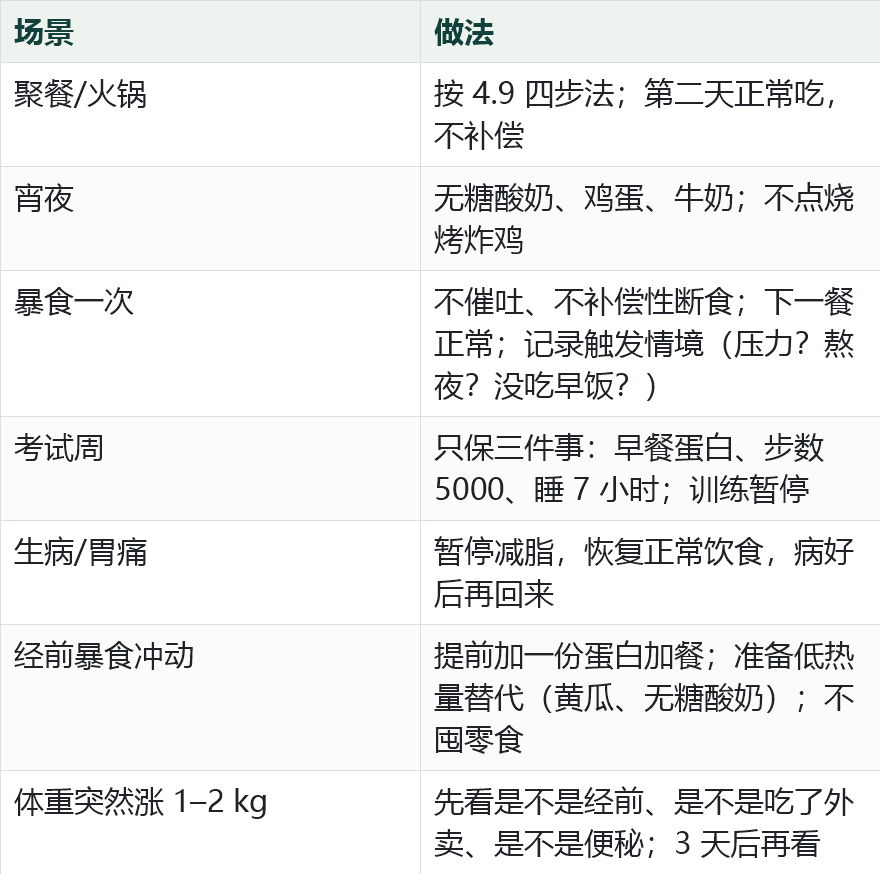 场景
做法
聚餐/火锅
按 4.9 四步法；第二天正常吃，
不补偿
宵夜
无糖酸奶、鸡蛋、牛奶；不点烧
烤炸鸡
暴食一次
不催吐、不补偿性断食；下一餐
正常；记录触发情境（压力？熬
夜？没吃早饭？）
考试周
只保三件事：早餐蛋白、步数
5000、睡 7 小时；训练暂停
生病/胃痛
暂停减脂，恢复正常饮食，病好
后再回来
经前暴食冲动
提前加一份蛋白加餐；准备低热
量替代（黄瓜、无糖酸奶）；不
囤零食
体重突然涨 1–2 kg
先看是不是经前、是不是吃了外
卖、是不是便秘；3 天后再看